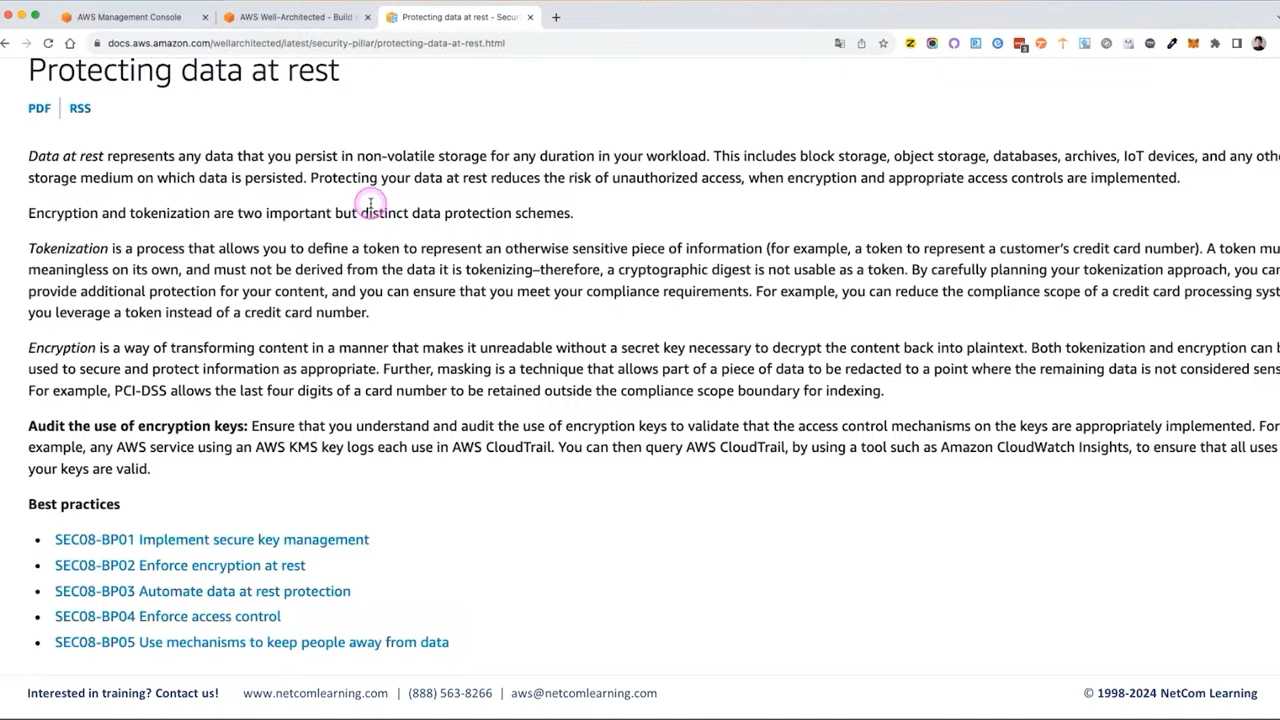 AWS Management Console
AWS Well-Architected - Build
Protecting data at rest - Secu
docs.aws.amazon.com/wellarchitected/latest/security-pillar/protecting-data-at-rest.html
Protecting data at rest
PDF | RSS
Data at rest represents any data that you persist in non-volatile storage for any duration in your workload. This includes block storage, object storage, databases, archives, IoT devices, and any
storage medium on which data is persisted. Protecting your data at rest reduces the risk of unauthorized access, when encryption and appropriate access controls are implemented.
Encryption and tokenization are two important but distinct data protection schemes.
Tokenization is a process that allows you to define a token to represent an otherwise sensitive piece of information (for example, a token to represent a customer's credit card number). A token
meaningless on its own, and must not be derived from the data it is tokenizing–therefore, a cryptographic digest is not usable as a token. By carefully planning your tokenization approach, you can
provide additional protection for your content, and you can ensure that you meet your compliance requirements. For example, you can reduce the compliance scope of a credit card processing
you leverage a token instead of a credit card number.
Encryption is a way of transforming content in a manner that makes it unreadable without a secret key necessary to decrypt the content back into plaintext. Both tokenization and encryption can
used to secure and protect information as appropriate. Further, masking is a technique that allows part of a piece of data to be redacted to a point where the remaining data is not considered
For example, PCI-DSS allows the last four digits of a card number to be retained outside the compliance scope boundary for indexing.
Audit the use of encryption keys: Ensure that you understand and audit the use of encryption keys to validate that the access control mechanisms on the keys are appropriately implemented. For
example, any AWS service using an AWS KMS key logs each use in AWS CloudTrail. You can then query AWS CloudTrail, by using a tool such as Amazon CloudWatch Insights, to ensure that all uses
your keys are valid.
Best practices
• SEC08-BP01 Implement secure key management
• SEC08-BP02 Enforce encryption at rest
• SEC08-BP03 Automate data at rest protection
• SEC08-BP04 Enforce access control
• SEC08-BP05 Use mechanisms to keep people away from data
Interested in training? Contact us! www.netcomlearning.com | (888) 563-8266 | aws@netcomlearning.com © 1998-2024 NetCom Learning